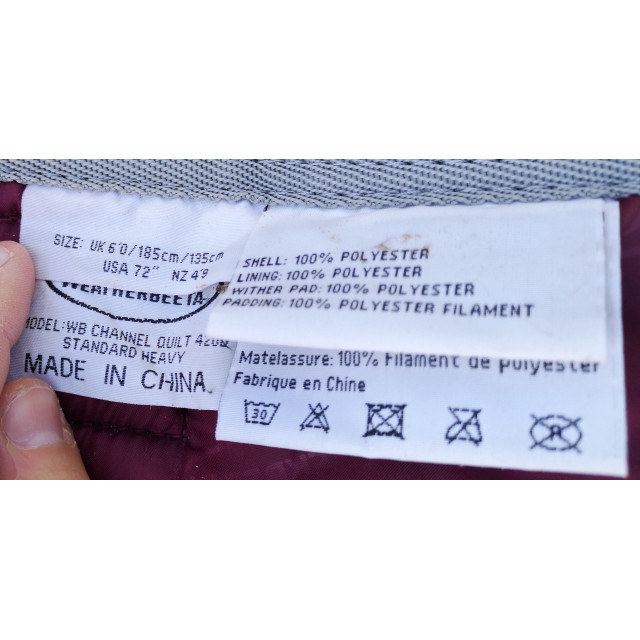 SIZE: UK 6'0/185cm/135cm
USA 72" NZ 4'9
WEATHERBEETA
MODEL: WB CHANNEL QUILT 420G
STANDARD HEAVY
MADE IN CHINA
SHELL: 100% POLYESTER
LINING: 100% POLYESTER
WITHER PAD: 100% POLYESTER
PADDING: 100% POLYESTER FILAMENT
Matelassure: 100% Filament de polyester
Fabrique en Chine
30